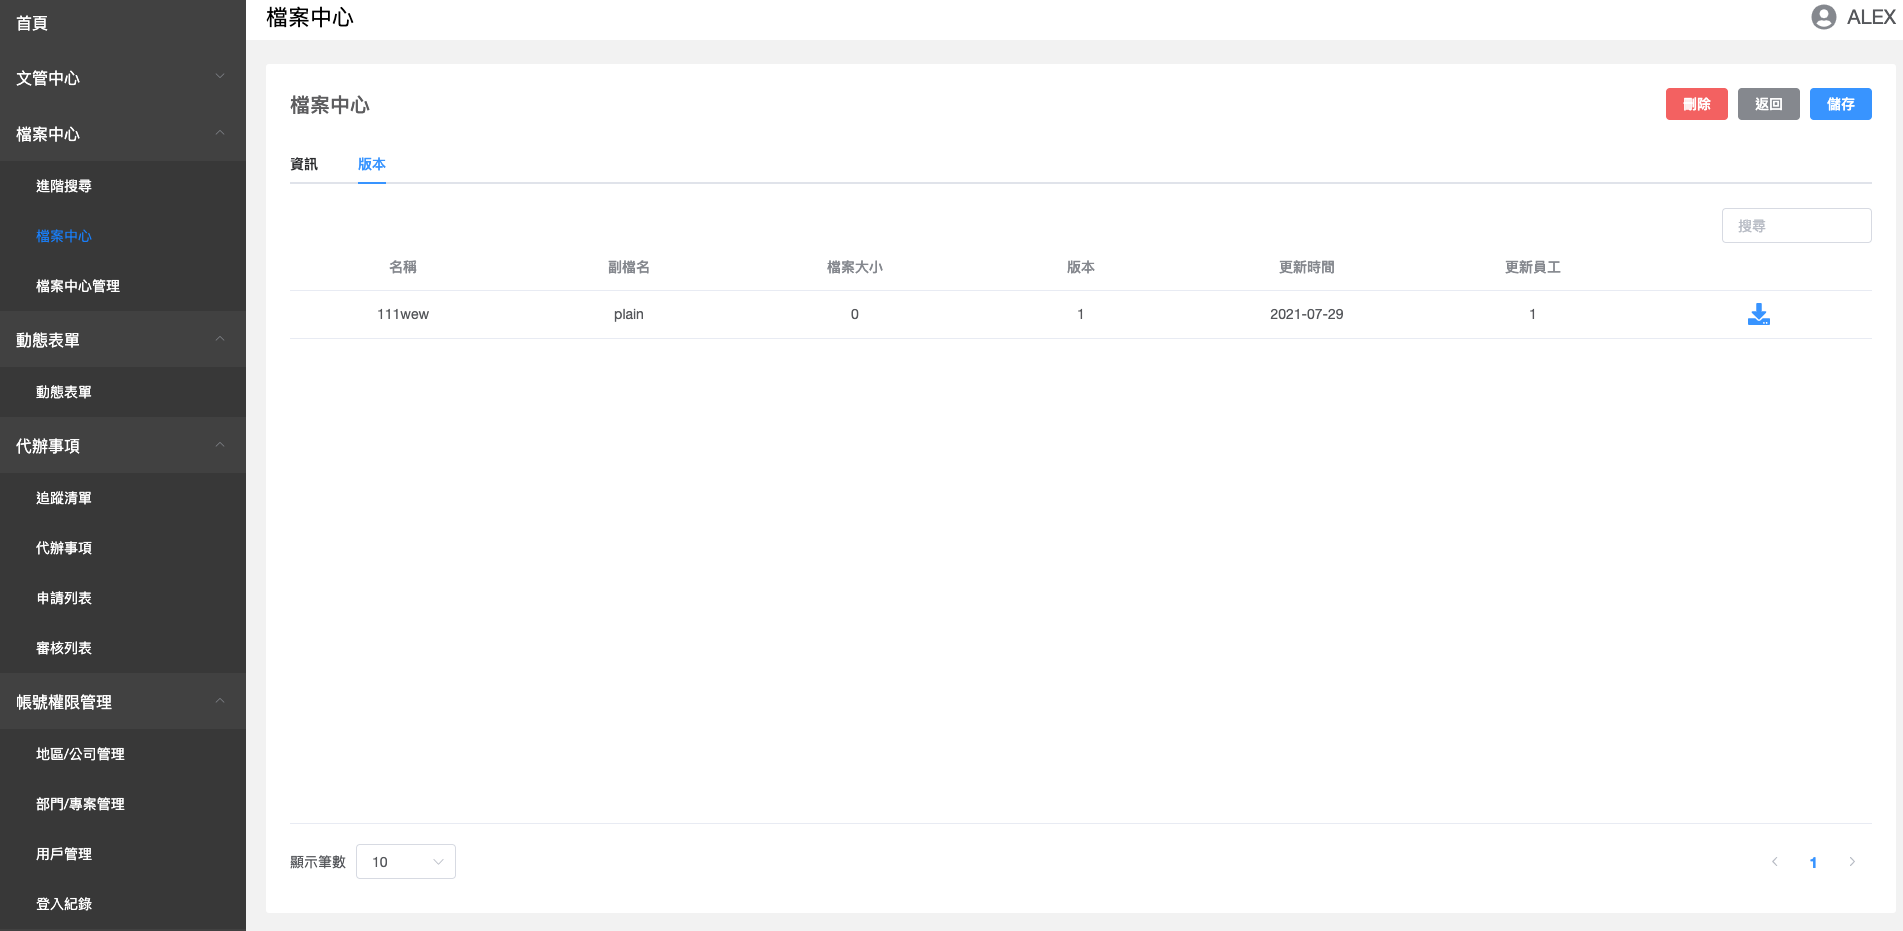 首頁
文管中心
檔案中心
進階搜尋
檔案中心
檔案中心管理
動態表單
動態表單
代辦事項
追蹤清單
代辦事項
申請列表
審核列表
帳號權限管理
地區/公司管理
部門/專案管理
用戶管理
登入紀錄
檔案中心
ALEX
檔案中心
刪除 返回 儲存
資訊 版本
搜尋
名稱 副檔名 檔案大小 版本 更新時間 更新員工
111wew plain 0 1 2021-07-29 1
顯示筆數 10
1